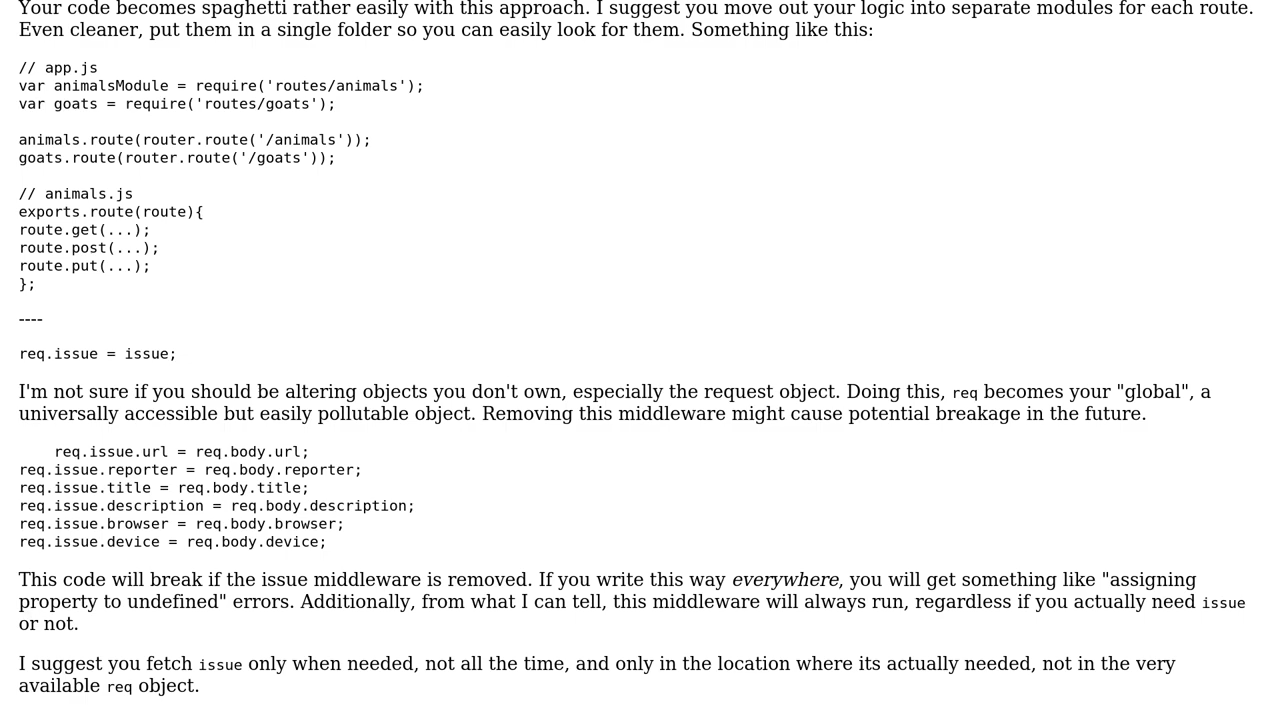 Your code becomes spaghetti rather easily with this approach. I suggest you move out your logic into separate modules for each route.
Even cleaner, put them in a single folder so you can easily look for them. Something like this:
// app.js
var animalsModule = require('routes/animals');
var goats = require('routes/goats');
animals.route(router.route('/animals'));
goats.route(router.route('/goats'));
// animals.js
exports.route(route){
route.get(...);
route.post(...);
route.put(...);
};
----
req.issue = issue;
I'm not sure if you should be altering objects you don't own, especially the request object. Doing this, req becomes your "global", a
universally accessible but easily pollutable object. Removing this middleware might cause potential breakage in the future.
req.issue.url = req.body.url;
req.issue.reporter = req.body.reporter;
req.issue.title = req.body.title;
req.issue.description = req.body.description;
req.issue.browser = req.body.browser;
req.issue.device = req.body.device;
This code will break if the issue middleware is removed. If you write this way everywhere, you will get something like "assigning
property to undefined" errors. Additionally, from what I can tell, this middleware will always run, regardless if you actually need issue
or not.
I suggest you fetch issue only when needed, not all the time, and only in the location where its actually needed, not in the very
available req object.